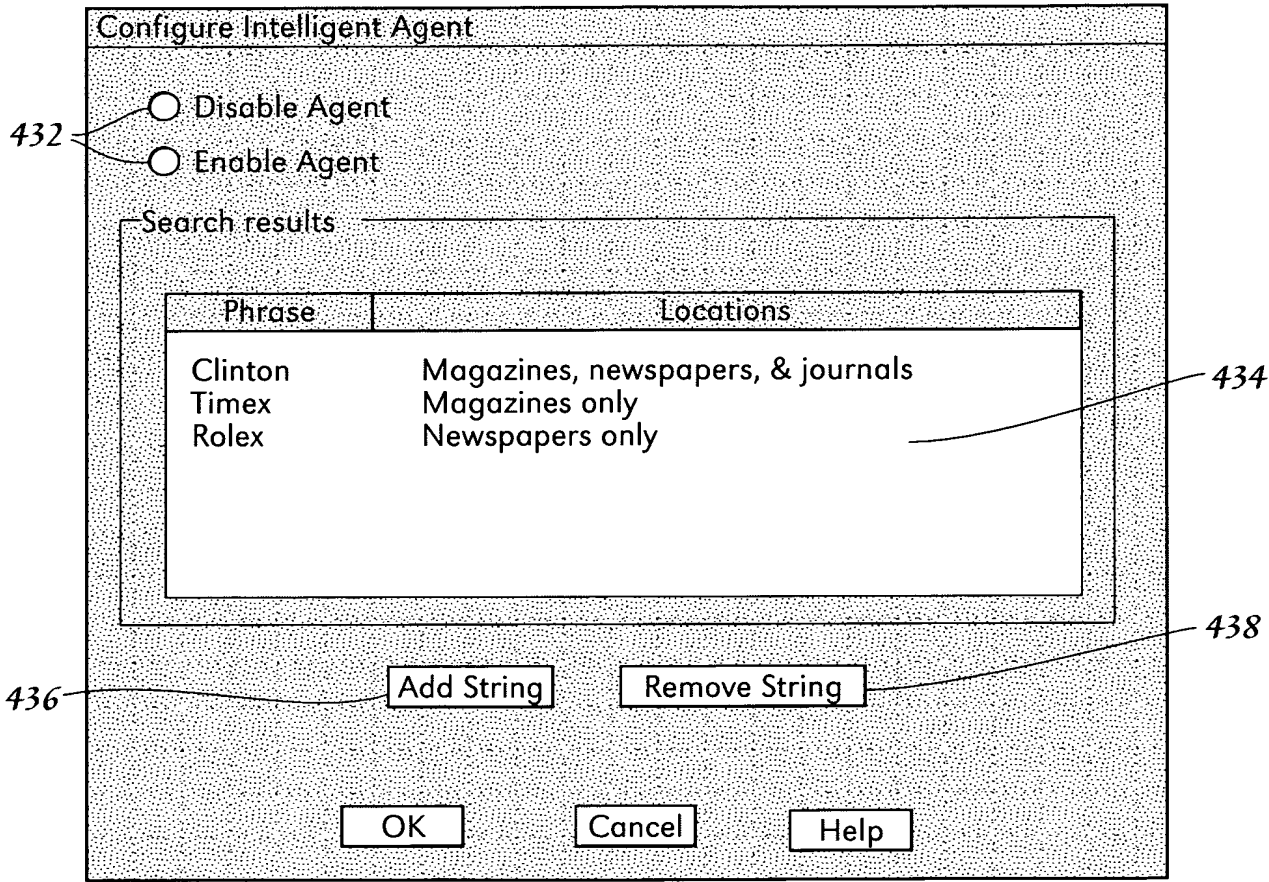 Configure Intelligent Agent
Disable Agent
432
Enable Agent
Search results
Phrase Locations
Clinton Magazines, newspapers, & journals
434
Timex Magazines only
Rolex Newspapers only
438
436
Add String Remove String
OK Cancel Help